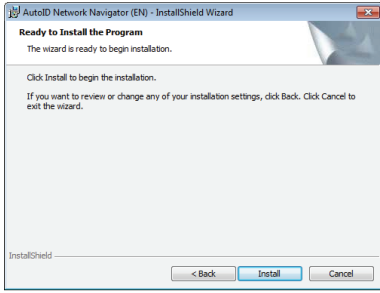 AutoID Network Navigator (EN) - InstallShield Wizard
Ready to Install the Program
The wizard is ready to begin installation.
Click Install to begin the installation.
If you want to review or change any of your installation settings, click Back. Click Cancel to
exit the wizard.
InstallShield
< Back Install Cancel